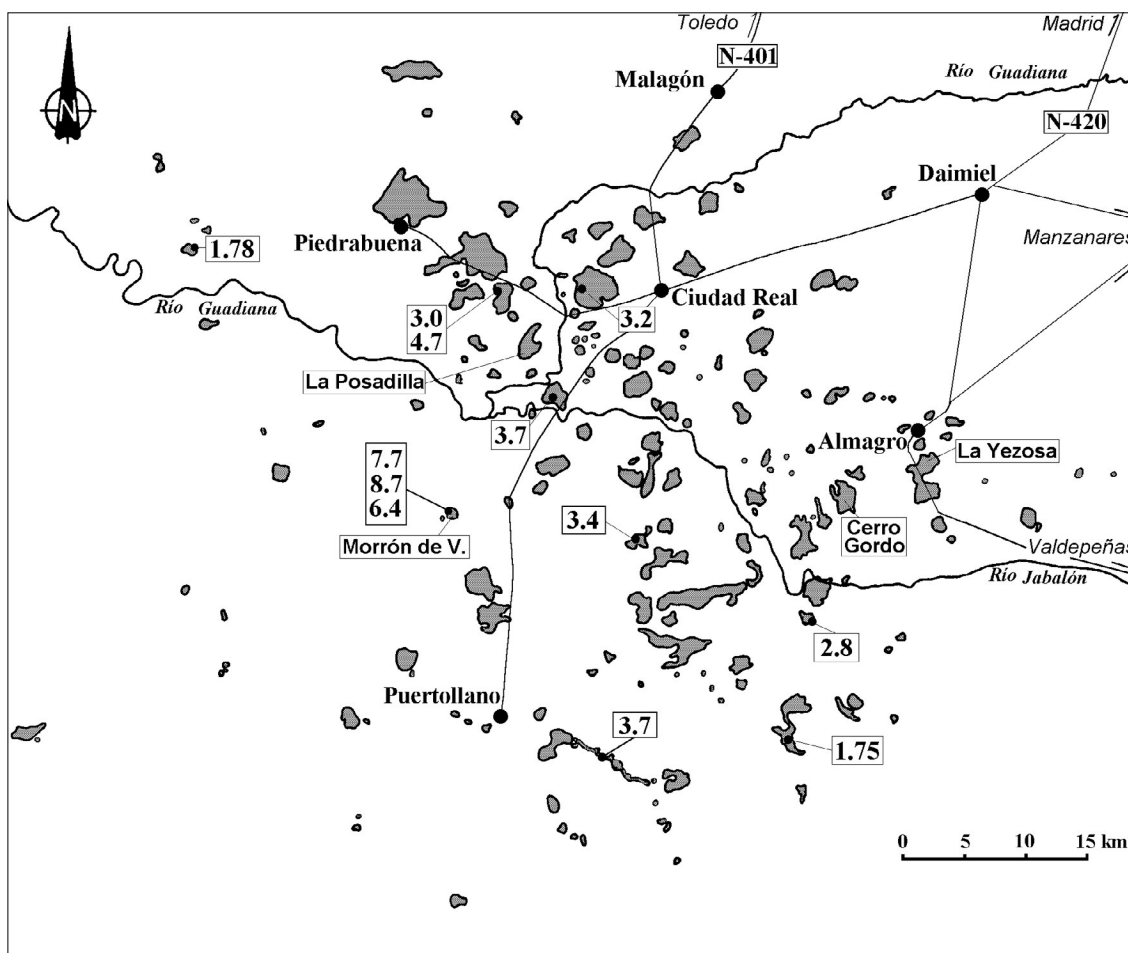 Toledo
Madrid
N-401
Malagón
Río Guadiana
N-420
N
Daimiel
Piedrabuena
1.78
Manzanares
Ciudad Real
Río Guadiana
3.0
4.7
3.2
La Posadilla
3.7
Almagro
La Yezosa
7.7
8.7
6.4
Morrón de V.
3.4
Cerro
Gordo
Valdepeñas
Río Jabalón
2.8
Puertollano
3.7
1.75
0 5 10 15 km